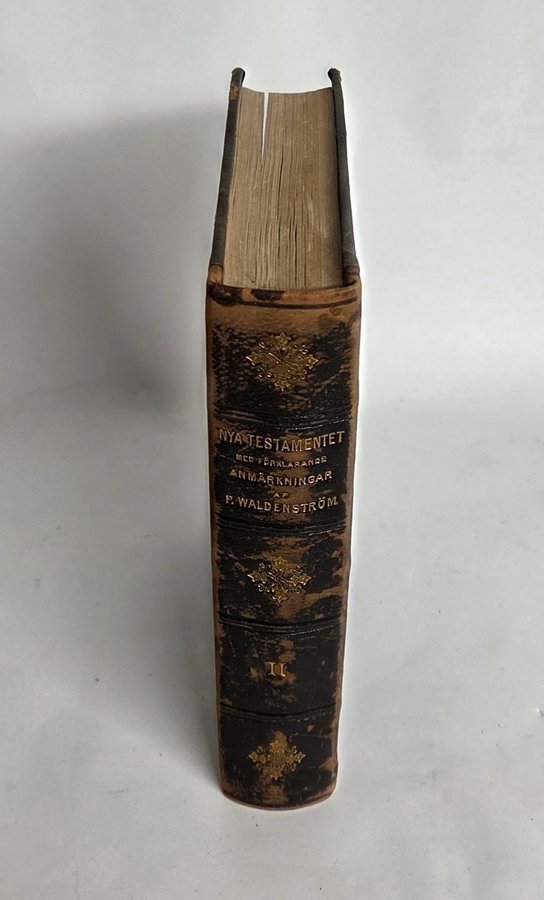 NYA TESTAMENTET
MED FÖRKLARANDE
ANMÄRKNINGAR
AF
P. WALDENSTRÖM.
II